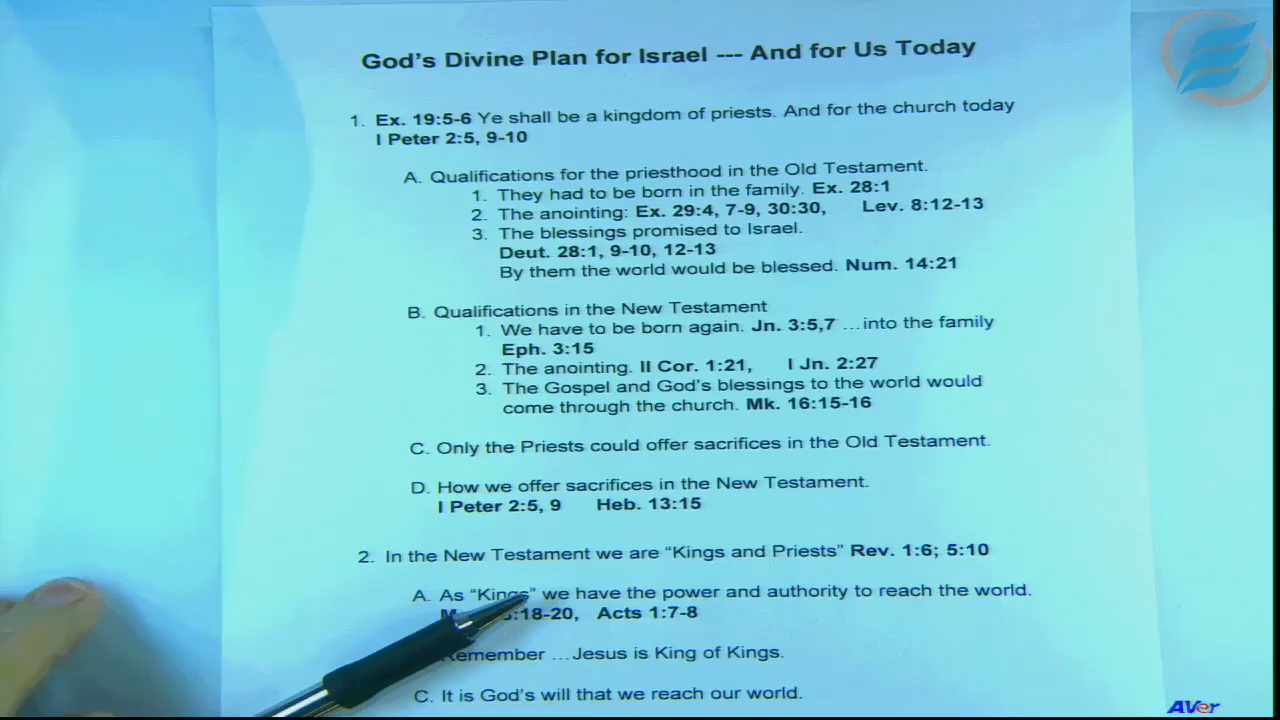 God's Divine Plan for Israel --- And for Us Today
1. Ex. 19:5-6 Ye shall be a kingdom of priests. And for the church today
I Peter 2:5, 9-10
A. Qualifications for the priesthood in the Old Testament.
1. They had to be born in the family. Ex. 28:1
2. The anointing: Ex. 29:4, 7-9, 30:30, Lev. 8:12-13
3. The blessings promised to Israel.
Deut. 28:1, 9-10, 12-13
By them the world would be blessed. Num. 14:21
B. Qualifications in the New Testament
1. We have to be born again. Jn. 3:5,7 ...into the family
Eph. 3:15
2. The anointing. II Cor. 1:21, I Jn. 2:27
3. The Gospel and God's blessings to the world would
come through the church. Mk. 16:15-16
C. Only the Priests could offer sacrifices in the Old Testament.
D. How we offer sacrifices in the New Testament.
I Peter 2:5, 9 Heb. 13:15
2. In the New Testament we are "Kings and Priests" Rev. 1:6; 5:10
A. As "Kings" we have the power and authority to reach the world.
:18-20, Acts 1:7-8
Remember ...Jesus is King of Kings.
C. It is God's will that we reach our world.
AVer